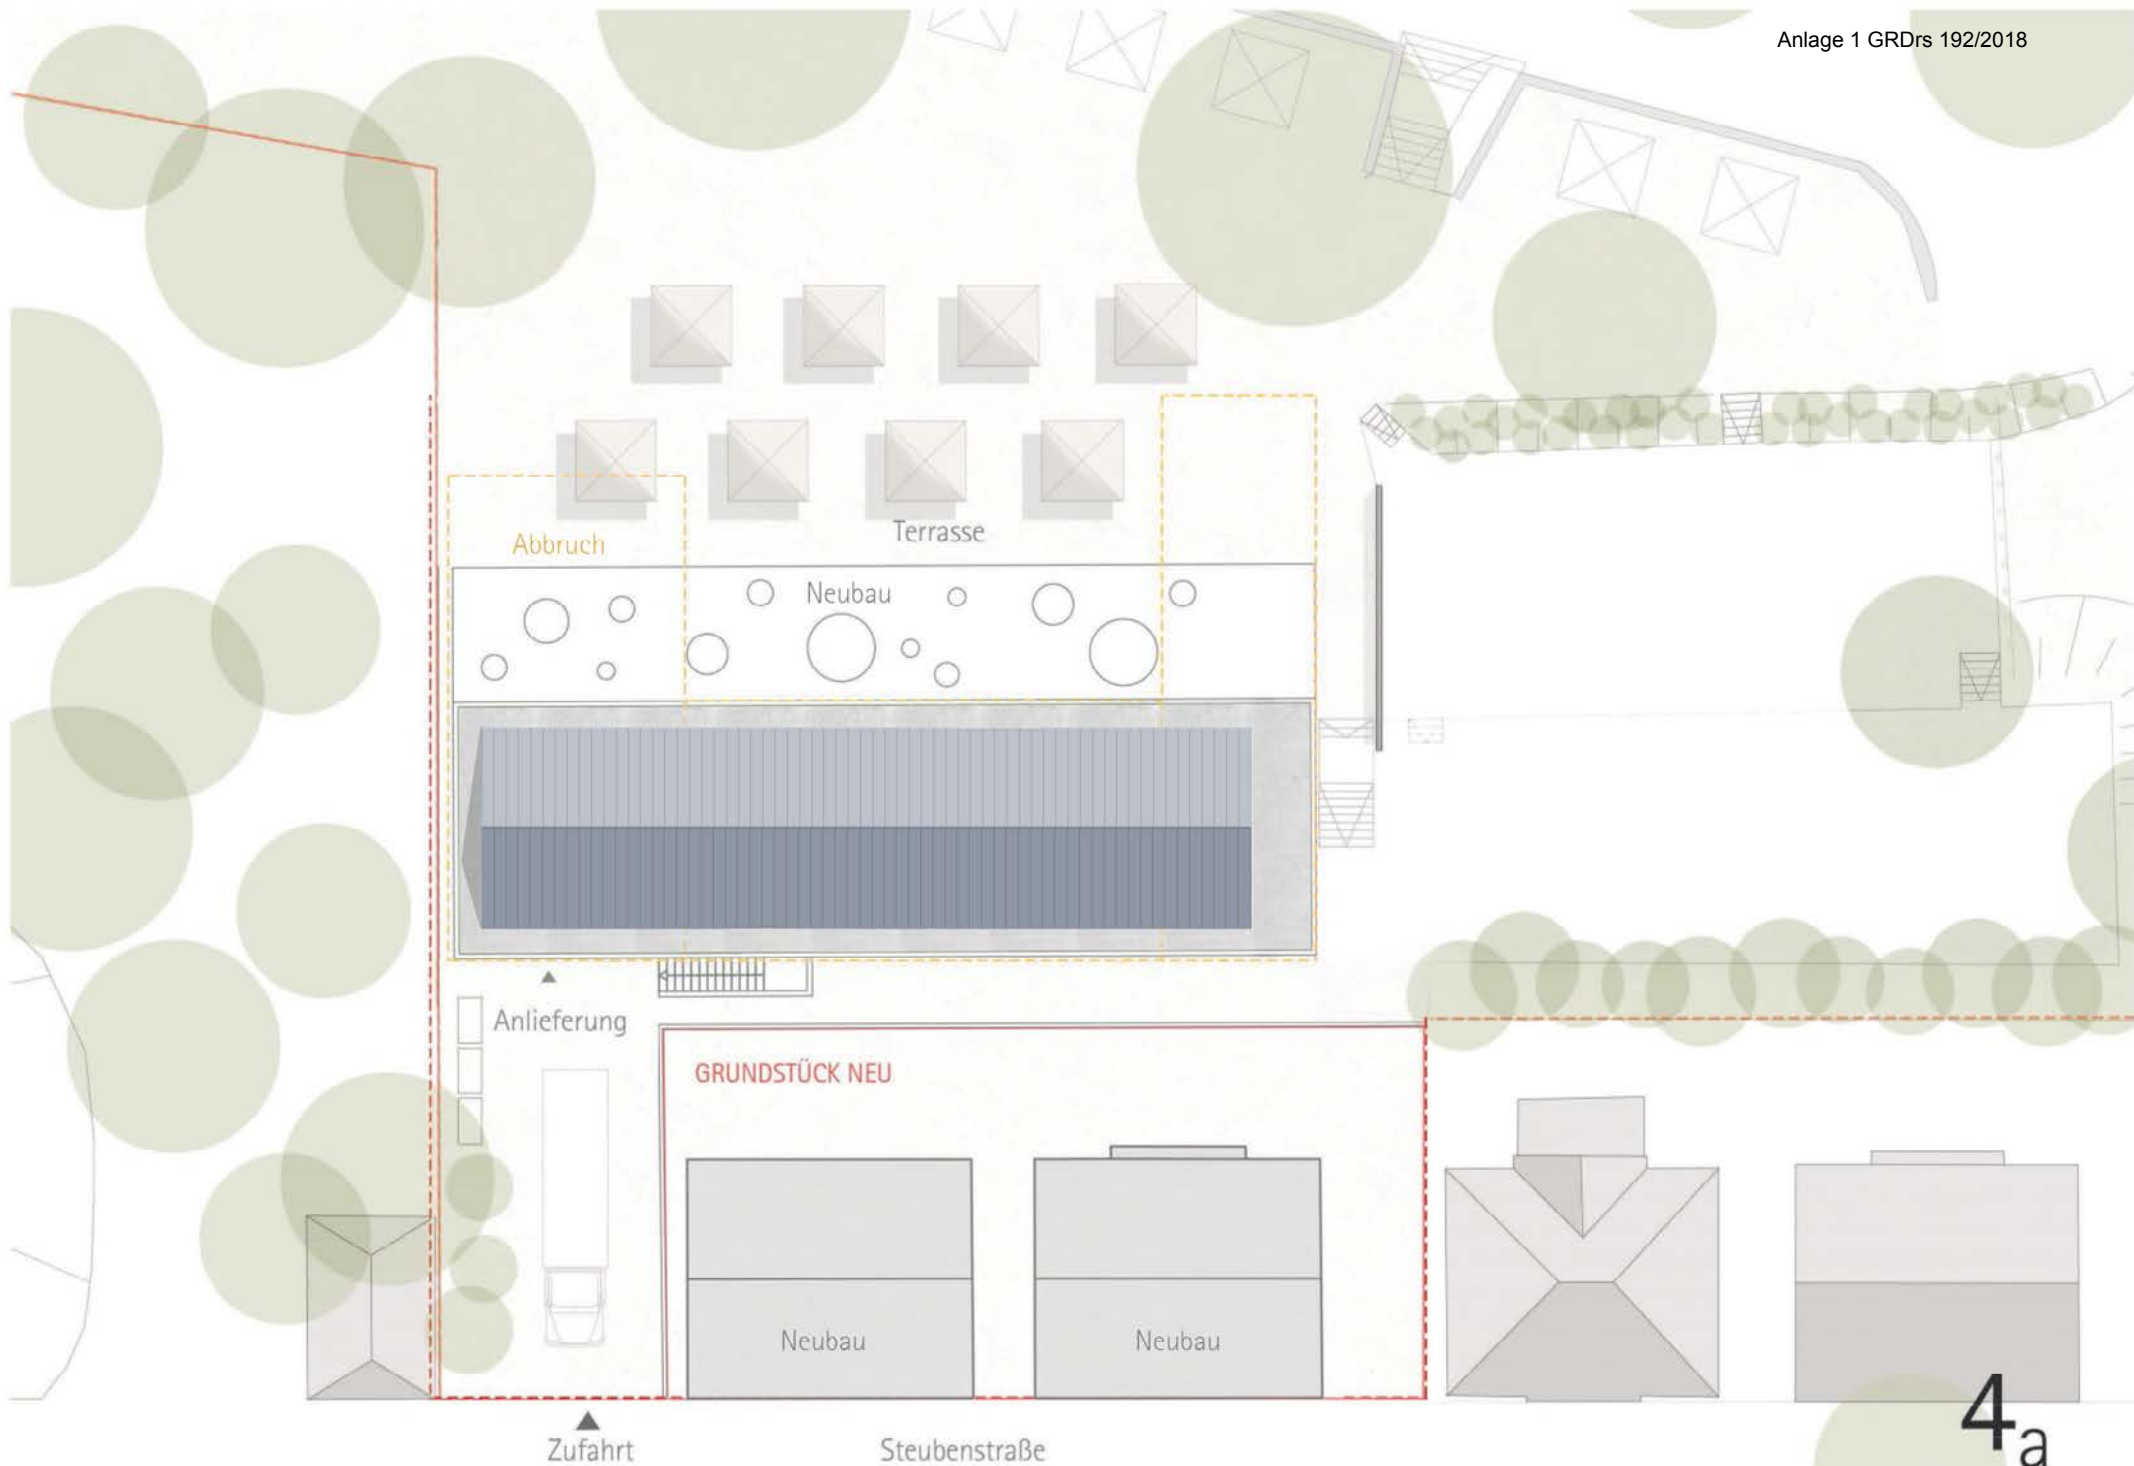 Anlage 1 GRDrs 192/2018
Terrasse
Abbruch
Neubau
Anlieferung
GRUNDSTÜCK NEU
Neubau
Neubau
Zufahrt
Steubenstraße
4a